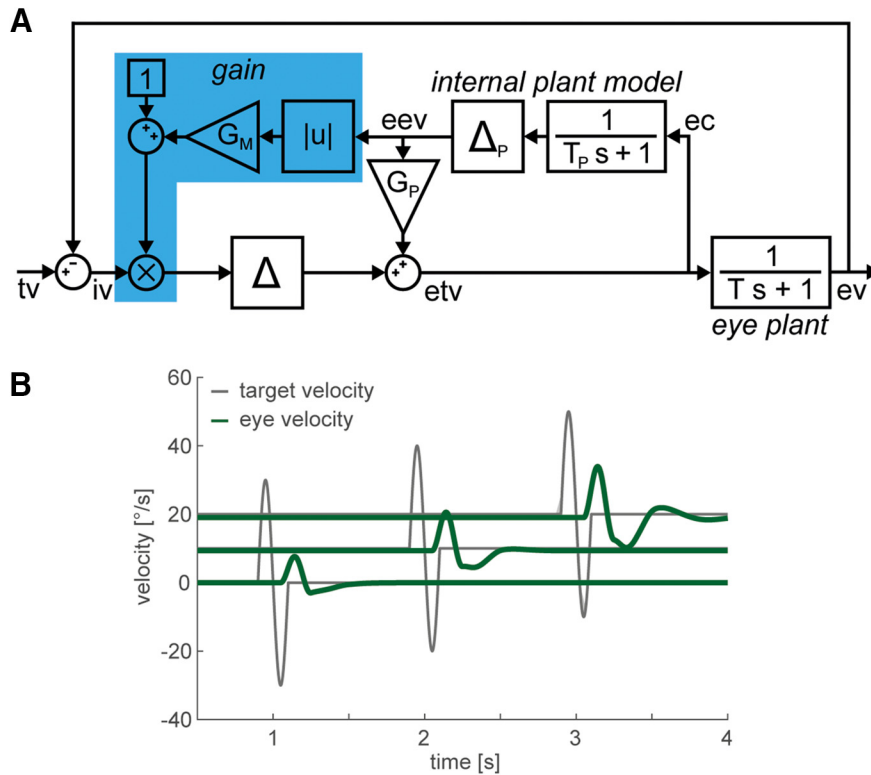 A
gain
internal plant model
1
+ +
G_M
|u|
eev
Δ_P
1
T_P s + 1
ec
G_P
+ -
tv
iv
×
Δ
+ +
etv
1
T s + 1
ev
eye plant
B
60
40
20
0
-20
-40
velocity [°/s]
target velocity
eye velocity
1
2
3
4
time [s]